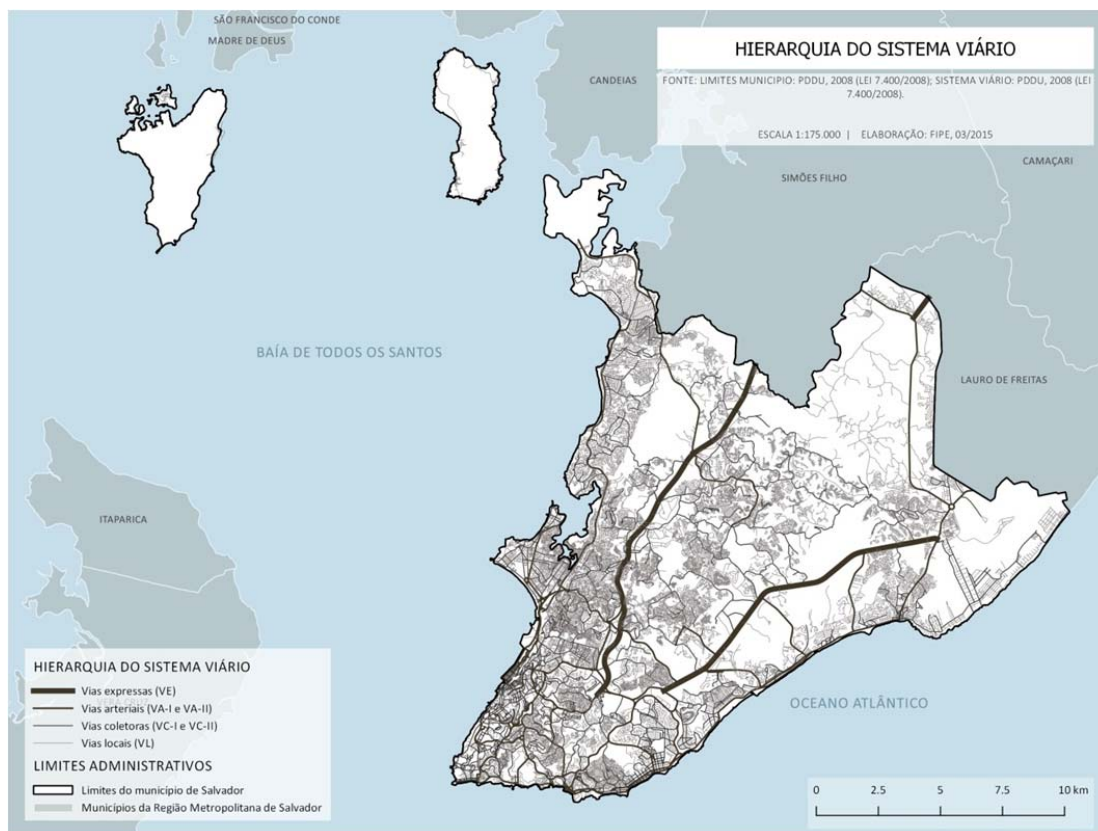 SÃO FRANCISCO DO CONDE
MADRE DE DEUS
HIERARQUIA DO SISTEMA VIÁRIO
FONTE: LIMITES MUNICIPIO: PDDU, 2008 (LEI 7.400/2008); SISTEMA VIÁRIO: PDDU, 2008 (LEI
7.400/2008).
ESCALA 1:175.000 | ELABORAÇÃO: FIPE, 03/2015
CANDEIAS
CAMAÇARI
SIMÕES FILHO
BAÍA DE TODOS OS SANTOS
LAURO DE FREITAS
ITAPARICA
OCEANO ATLÂNTICO
HIERARQUIA DO SISTEMA VIÁRIO
Vias expressas (VE)
VERA CRUZ
Vias arteriais (VA-I e VA-II)
Vias coletoras (VC-I e VC-II)
Vias locais (VL)
LIMITES ADMINISTRATIVOS
Limites do município de Salvador
Municípios da Região Metropolitana de Salvador
0 2.5 5 7.5 10 km